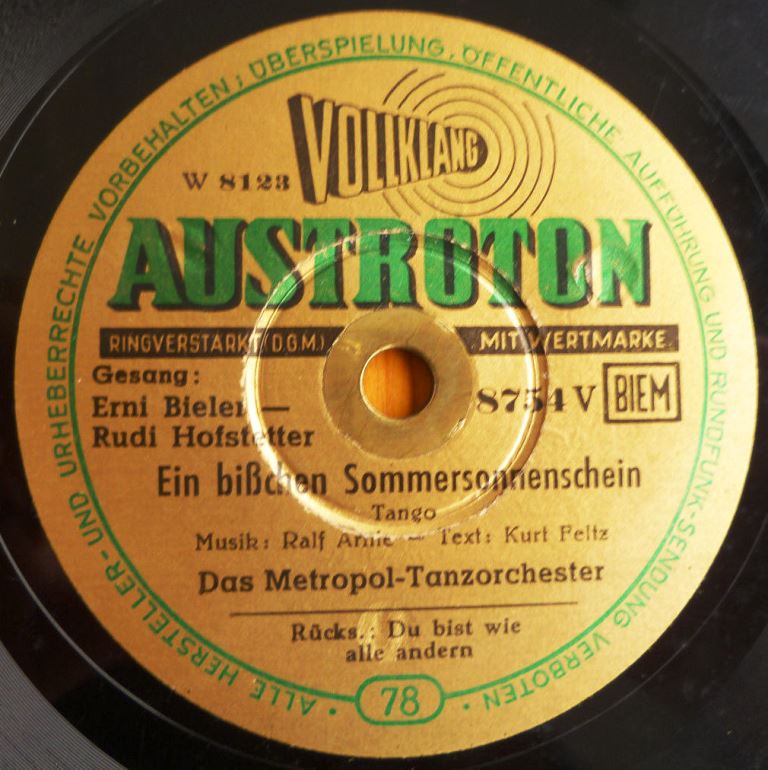 ALLE HERSTELLER- UND URHEBERRECHTE VORBEHALTEN; ÜBERSPIELUNG, ÖFFENTLICHE AUFFÜHRUNG UND RUNDFUNK-SENDUNG VERBOTEN
VOLLKLANG
W 8123
AUSTROTON
RINGVERSTÄRKT (D.G.M.) MIT WERTMARKE
Gesang:
Erni Bieler —
Rudi Hofstetter
8754 V BIEM
Ein bißchen Sommersonnenschein
Tango
Musik: Ralf Arnie — Text: Kurt Feltz
Das Metropol-Tanzorchester
Rücks.: Du bist wie
alle andern
78